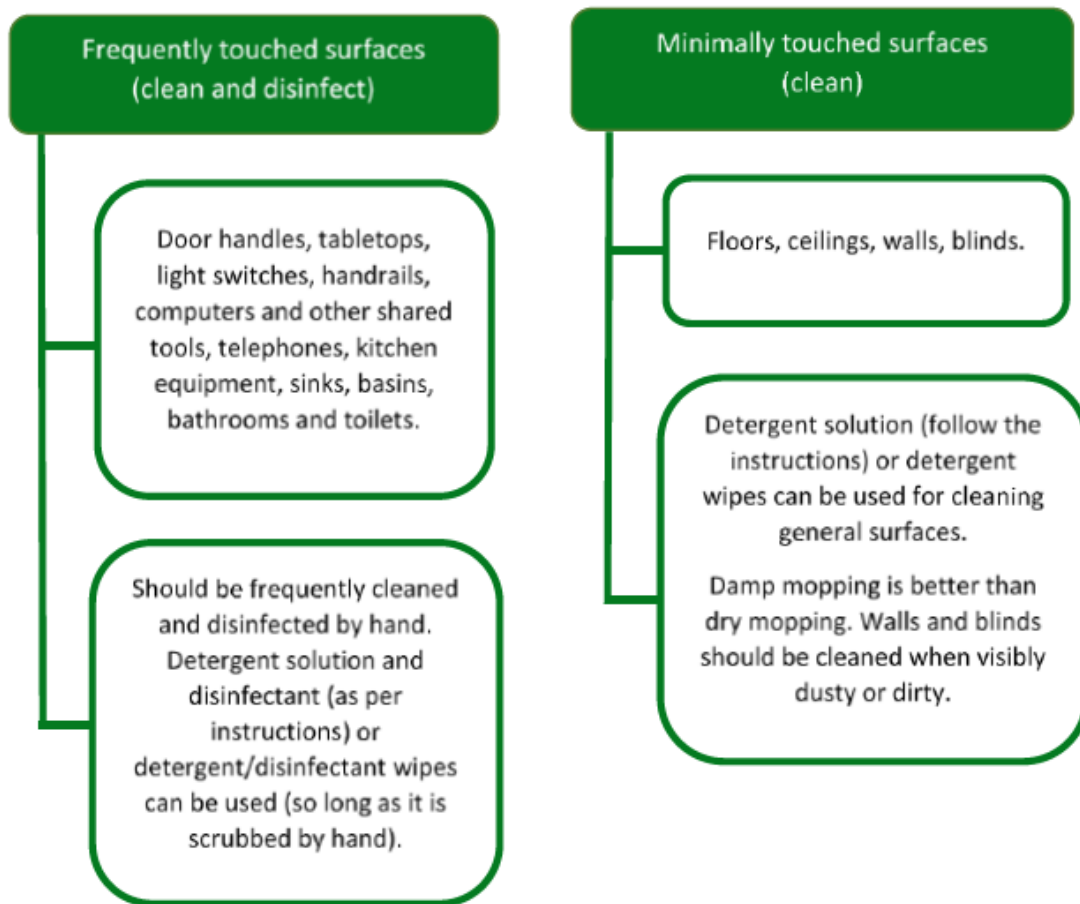 Frequently touched surfaces
(clean and disinfect)
Door handles, tabletops,
light switches, handrails,
computers and other shared
tools, telephones, kitchen
equipment, sinks, basins,
bathrooms and toilets.
Should be frequently cleaned
and disinfected by hand.
Detergent solution and
disinfectant (as per
instructions) or
detergent/disinfectant wipes
can be used (so long as it is
scrubbed by hand).
Minimally touched surfaces
(clean)
Floors, ceilings, walls, blinds.
Detergent solution (follow the
instructions) or detergent
wipes can be used for cleaning
general surfaces.
Damp mopping is better than
dry mopping. Walls and blinds
should be cleaned when visibly
dusty or dirty.